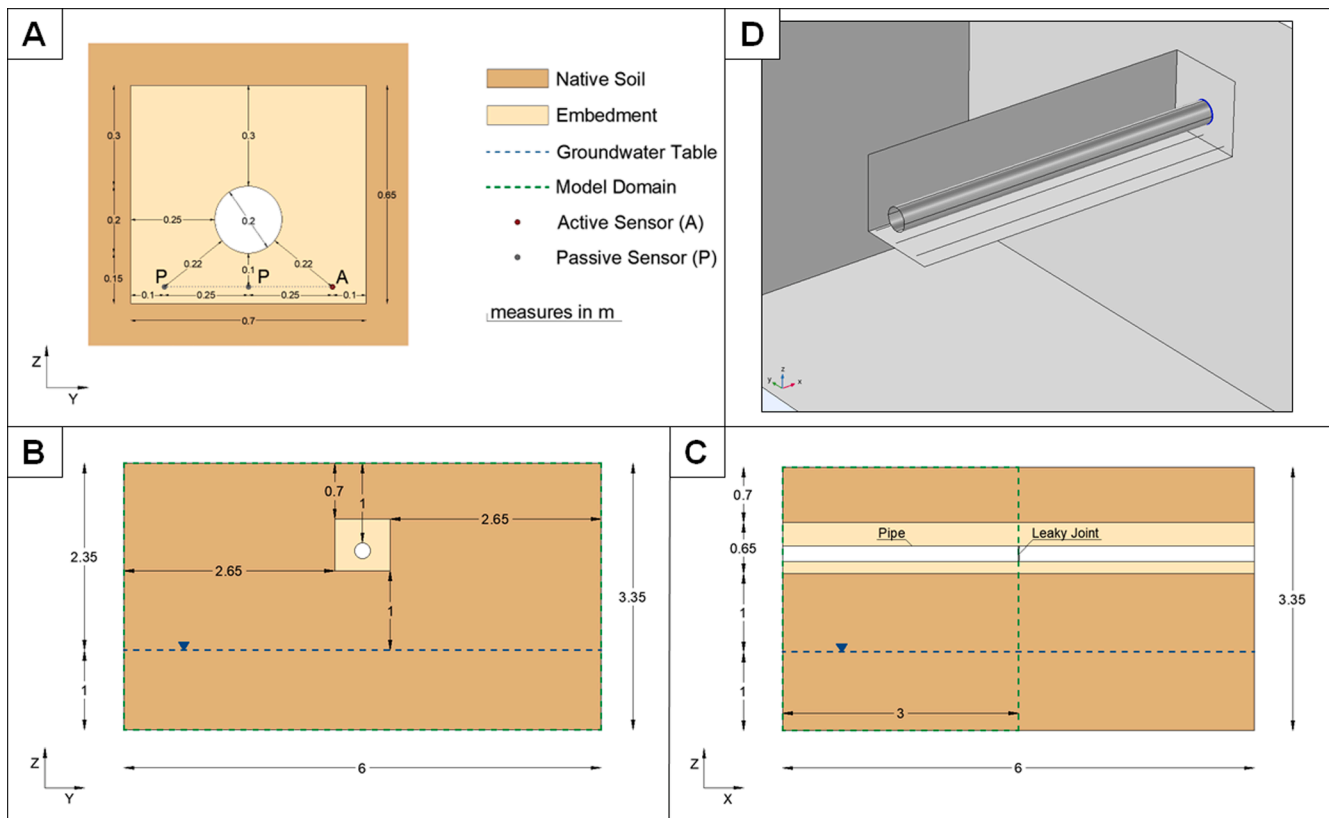 A
0.3
0.3
0.2
0.25
0.2
0.65
0.15
0.22
0.1
0.22
P
P
A
0.1
0.25
0.25
0.1
0.7
Z
Y
Native Soil
Embedment
Groundwater Table
Model Domain
Active Sensor (A)
Passive Sensor (P)
measures in m
D
z
y
x
B
0.7
1
2.65
2.35
2.65
1
3.35
1
6
Z
Y
C
0.7
Pipe
Leaky Joint
0.65
1
3.35
1
3
6
Z
X